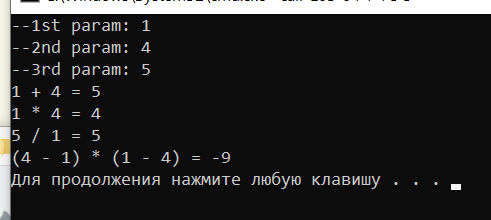 --1st param: 1
--2nd param: 4
--3rd param: 5
1 + 4 = 5
1 * 4 = 4
5 / 1 = 5
(4 - 1) * (1 - 4) = -9
Для продолжения нажмите любую клавишу . . .